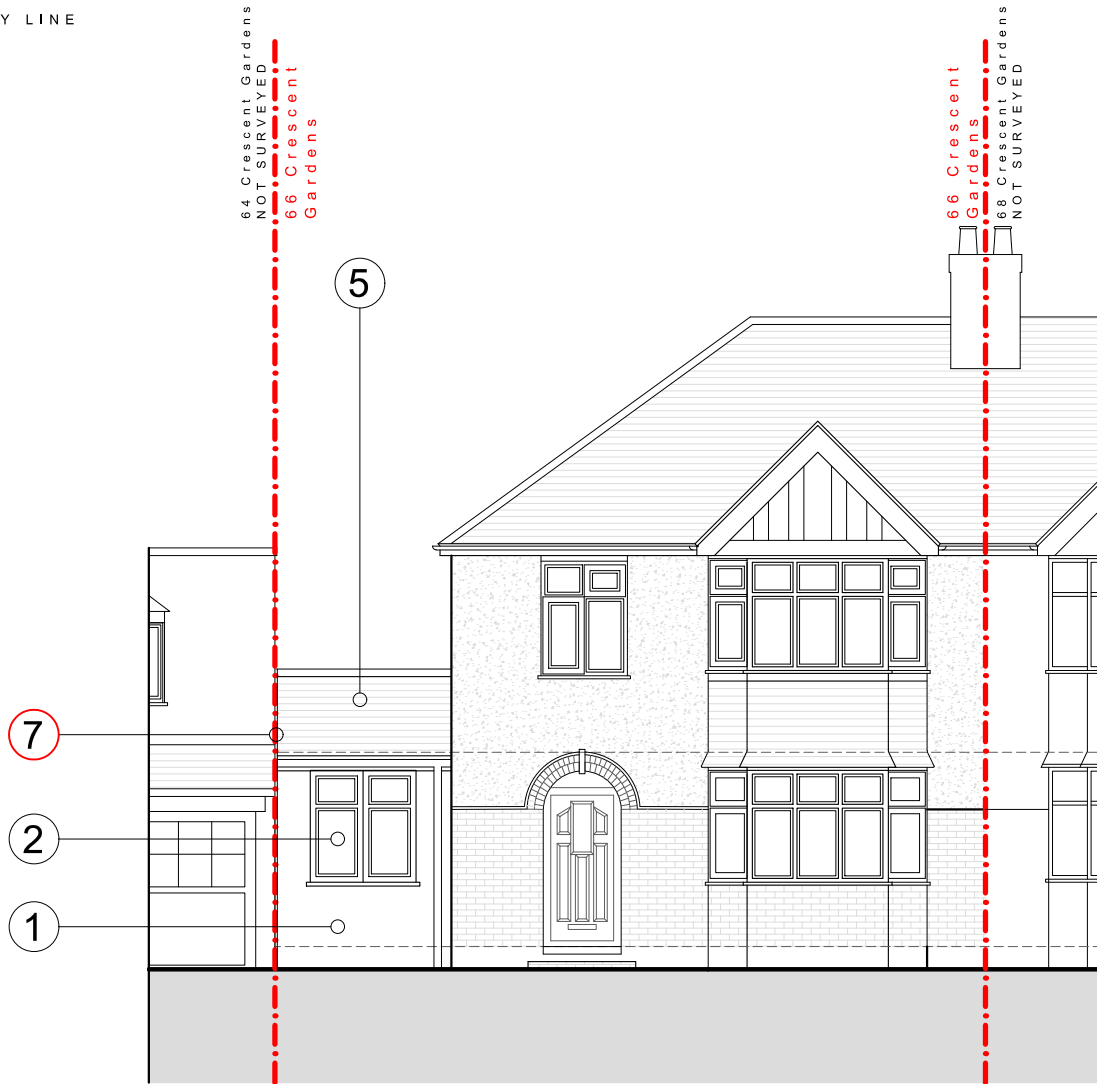 Y LINE
64 Crescent Gardens
NOT SURVEYED
66 Crescent
Gardens
66 Crescent
Gardens
68 Crescent Gardens
NOT SURVEYED
5
7
2
1